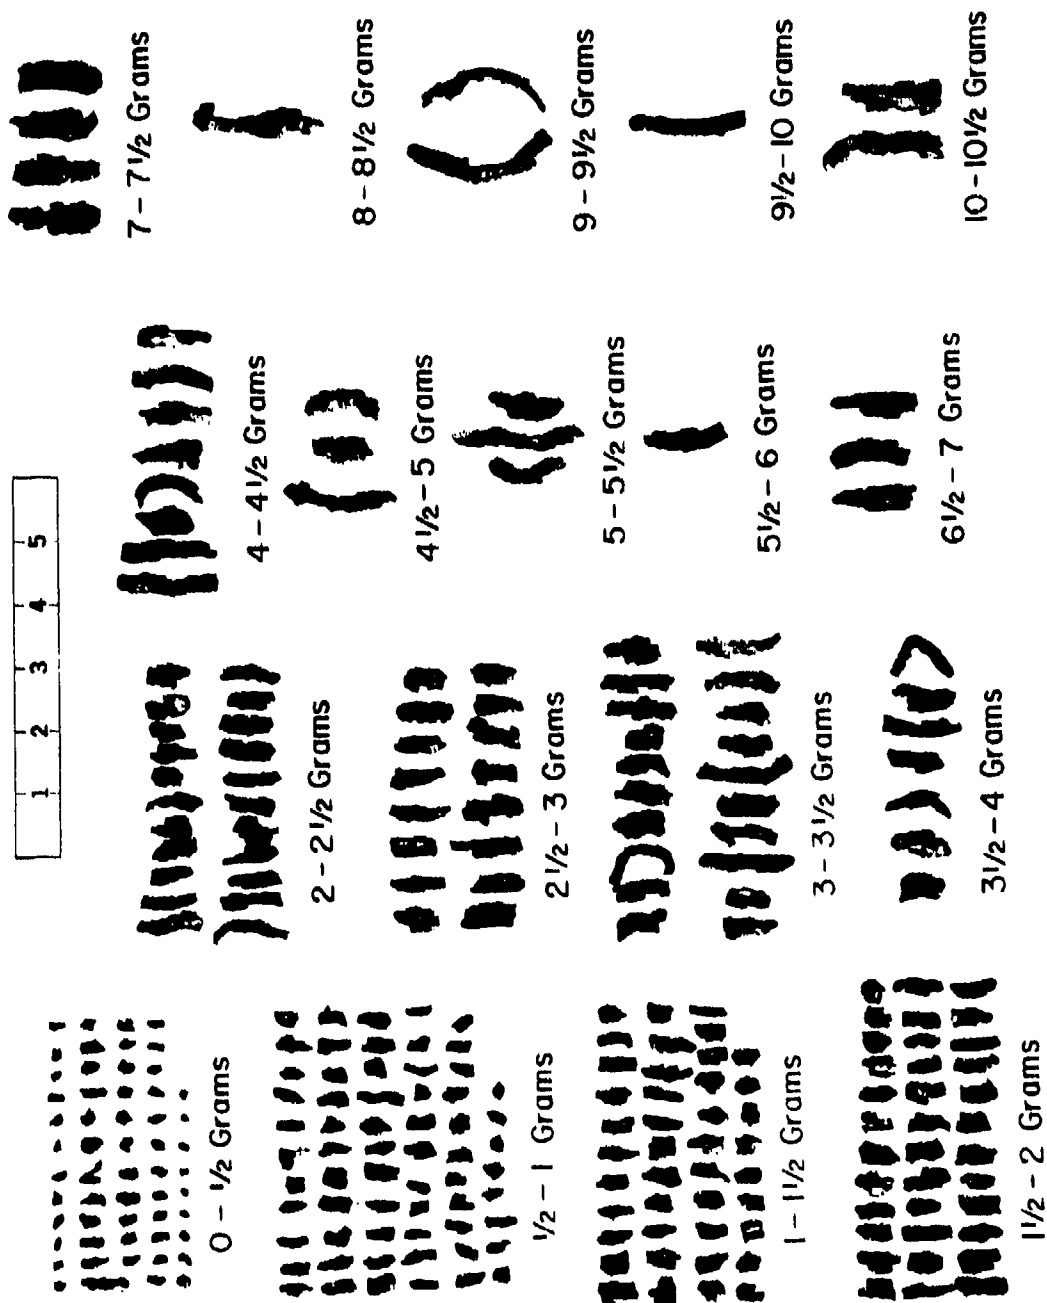 1 2 3 4 5
0 – ½ Grams
½ – 1 Grams
1 – 1½ Grams
1½ – 2 Grams
2 – 2½ Grams
2½ – 3 Grams
3 – 3½ Grams
3½ – 4 Grams
4 – 4½ Grams
4½ – 5 Grams
5 – 5½ Grams
5½ – 6 Grams
6½ – 7 Grams
7 – 7½ Grams
8 – 8½ Grams
9 – 9½ Grams
9½ – 10 Grams
10 – 10½ Grams